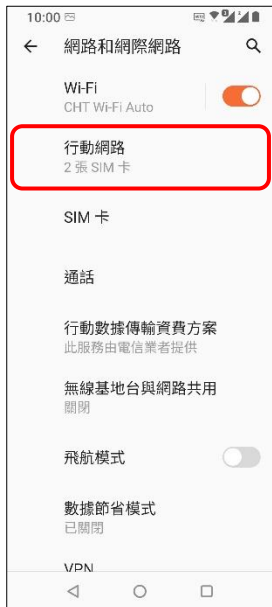 10:00
網路和網際網路
Wi-Fi
CHT Wi-Fi Auto
行動網路
2 張 SIM 卡
SIM 卡
通話
行動數據傳輸資費方案
此服務由電信業者提供
無線基地台與網路共用
關閉
飛航模式
數據節省模式
已關閉
VPN